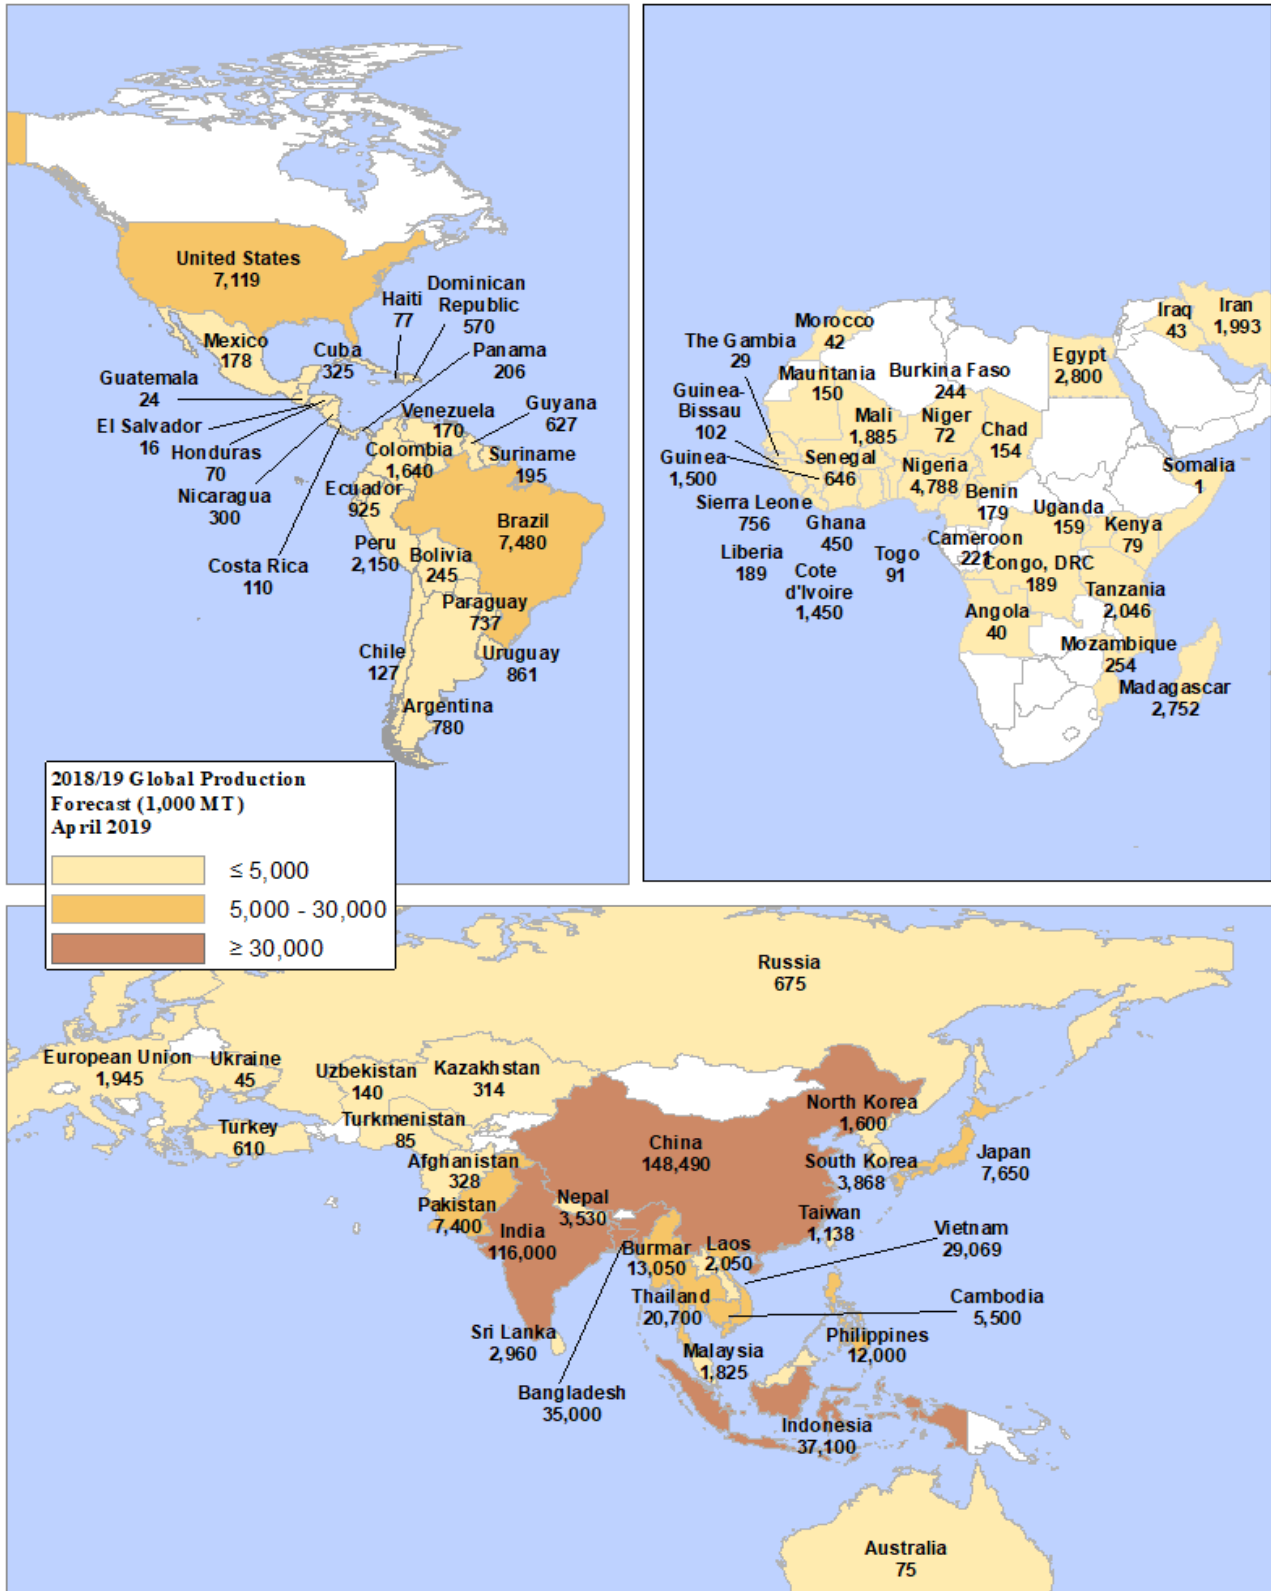 United States
7,119
Mexico
178
Cuba
325
Haiti
77
Dominican
Republic
570
Panama
206
Guatemala
24
El Salvador
16
Honduras
70
Nicaragua
300
Costa Rica
110
Venezuela
170
Guyana
627
Colombia
1,640
Suriname
195
Ecuador
925
Brazil
7,480
Peru
2,150
Bolivia
245
Paraguay
737
Chile
127
Uruguay
861
Argentina
780
Morocco
42
Iraq
43
Iran
1,993
The Gambia
29
Egypt
2,800
Mauritania
150
Burkina Faso
244
Guinea-
Bissau
102
Mali
1,885
Niger
72
Chad
154
Guinea
1,500
Senegal
646
Nigeria
4,788
Somalia
1
Sierra Leone
756
Benin
179
Uganda
159
Kenya
79
Ghana
450
Cameroon
221
Liberia
189
Togo
91
Congo, DRC
189
Cote
d'Ivoire
1,450
Tanzania
2,046
Angola
40
Mozambique
254
Madagascar
2,752
2018/19 Global Production
Forecast (1,000 MT)
April 2019
≤ 5,000
5,000 - 30,000
≥ 30,000
Russia
675
European Union
1,945
Ukraine
45
Uzbekistan
140
Kazakhstan
314
North Korea
1,600
Turkey
610
Turkmenistan
85
China
148,490
Japan
7,650
Afghanistan
328
South Korea
3,868
Pakistan
7,400
Nepal
3,530
Taiwan
1,138
India
116,000
Burmar
13,050
Laos
2,050
Vietnam
29,069
Thailand
20,700
Cambodia
5,500
Sri Lanka
2,960
Malaysia
1,825
Philippines
12,000
Bangladesh
35,000
Indonesia
37,100
Australia
75